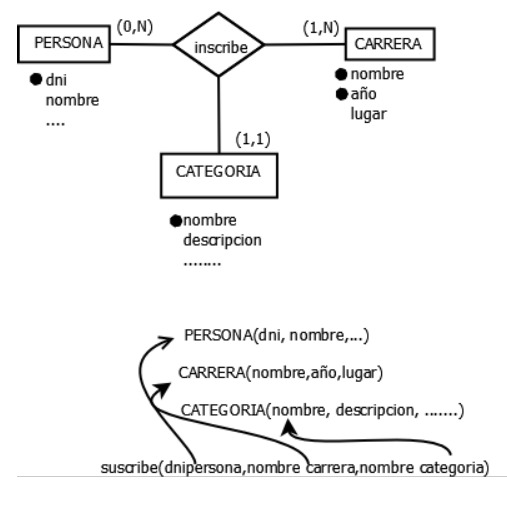 PERSONA
(0,N)
inscribe
(1,N)
CARRERA
dni
nombre
....
nombre
año
lugar
(1,1)
CATEGORIA
nombre
descripcion
........
PERSONA(dni, nombre,...)
CARRERA(nombre,año,lugar)
CATEGORIA(nombre, descripcion, .......)
suscribe(dnipersona,nombre carrera,nombre categoria)